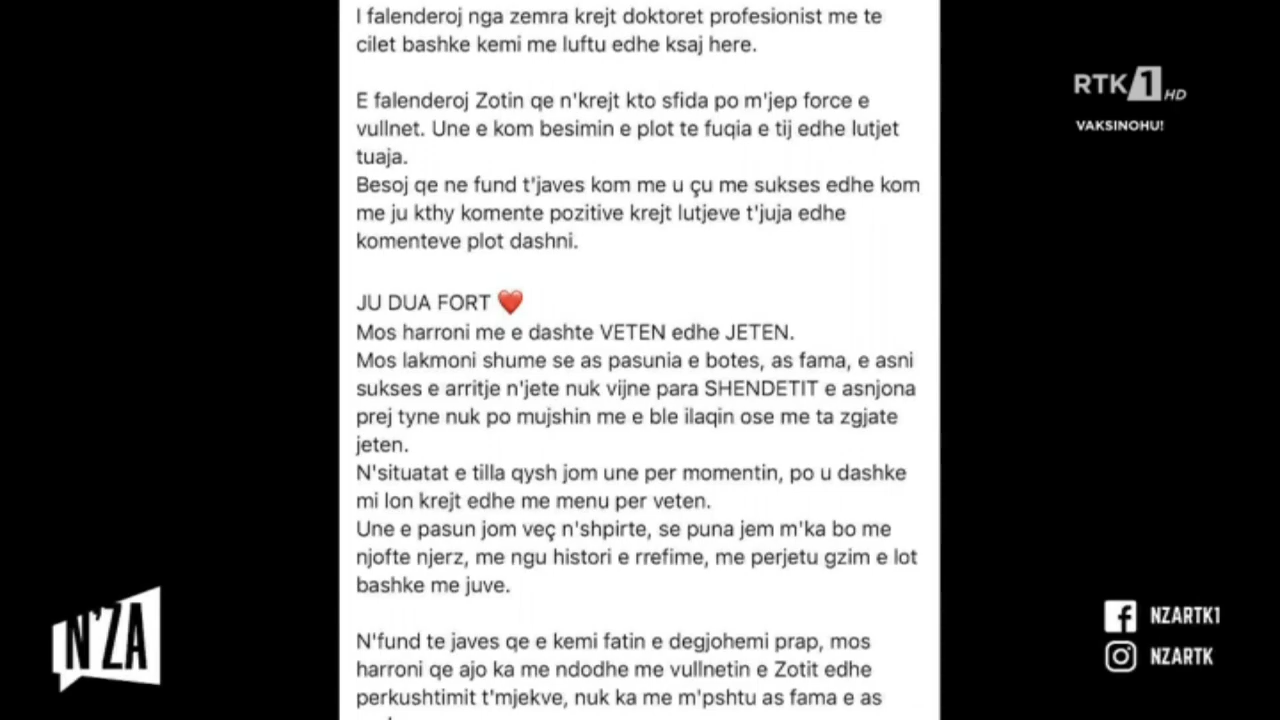 I falenderoj nga zemra krejt doktoret profesionist me te
cilet bashke kemi me luftu edhe ksaj here.
E falenderoj Zotin qe n'krejt kto sfida po m'jep force e
vullnet. Une e kom besimin e plot te fuqia e tij edhe lutjet
tuaja.
Besoj qe ne fund t'javes kom me u çu me sukses edhe kom
me ju kthy komente pozitive krejt lutjeve t'juja edhe
komenteve plot dashni.
JU DUA FORT ❤️
Mos harroni me e dashte VETEN edhe JETEN.
Mos lakmoni shume se as pasunia e botes, as fama, e asni
sukses e arritje n'jete nuk vijne para SHENDETIT e asnjona
prej tyne nuk po mujshin me e ble ilaqin ose me ta zgjate
jeten.
N'situatat e tilla qysh jom une per momentin, po u dashke
mi lon krejt edhe me menu per veten.
Une e pasun jom veç n'shpirte, se puna jem m'ka bo me
njofte njerz, me ngu histori e rrefime, me perjetu gzim e lot
bashke me juve.
N'fund te javes qe e kemi fatin e degjohemi prap, mos
harroni qe ajo ka me ndodhe me vullnetin e Zotit edhe
perkushtimit t'mjekve, nuk ka me m'pshtu as fama e as
RTK 1 HD
VAKSINOHU!
N'ZA
NZARTK1
NZARTK